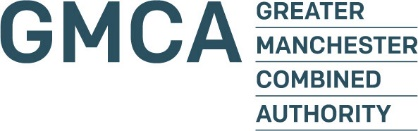 GMCA
GREATER
MANCHESTER
COMBINED
AUTHORITY